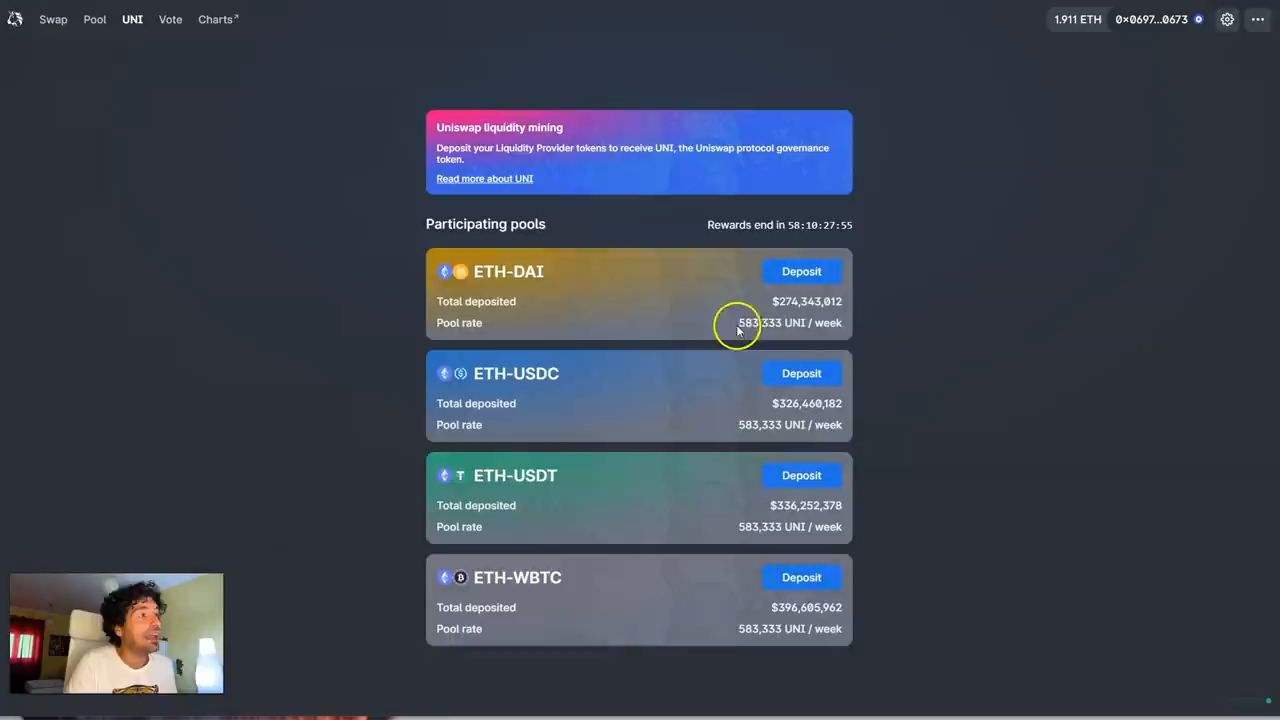 Swap Pool UNI Vote Charts↗ 1.911 ETH 0x0697...0673
Uniswap liquidity mining
Deposit your Liquidity Provider tokens to receive UNI, the Uniswap protocol governance
token.
Read more about UNI
Participating pools Rewards end in 58:10:27:55
ETH-DAI Deposit
Total deposited $274,343,012
Pool rate 583,333 UNI / week
ETH-USDC Deposit
Total deposited $326,460,182
Pool rate 583,333 UNI / week
ETH-USDT Deposit
Total deposited $336,252,378
Pool rate 583,333 UNI / week
ETH-WBTC Deposit
Total deposited $396,605,962
Pool rate 583,333 UNI / week